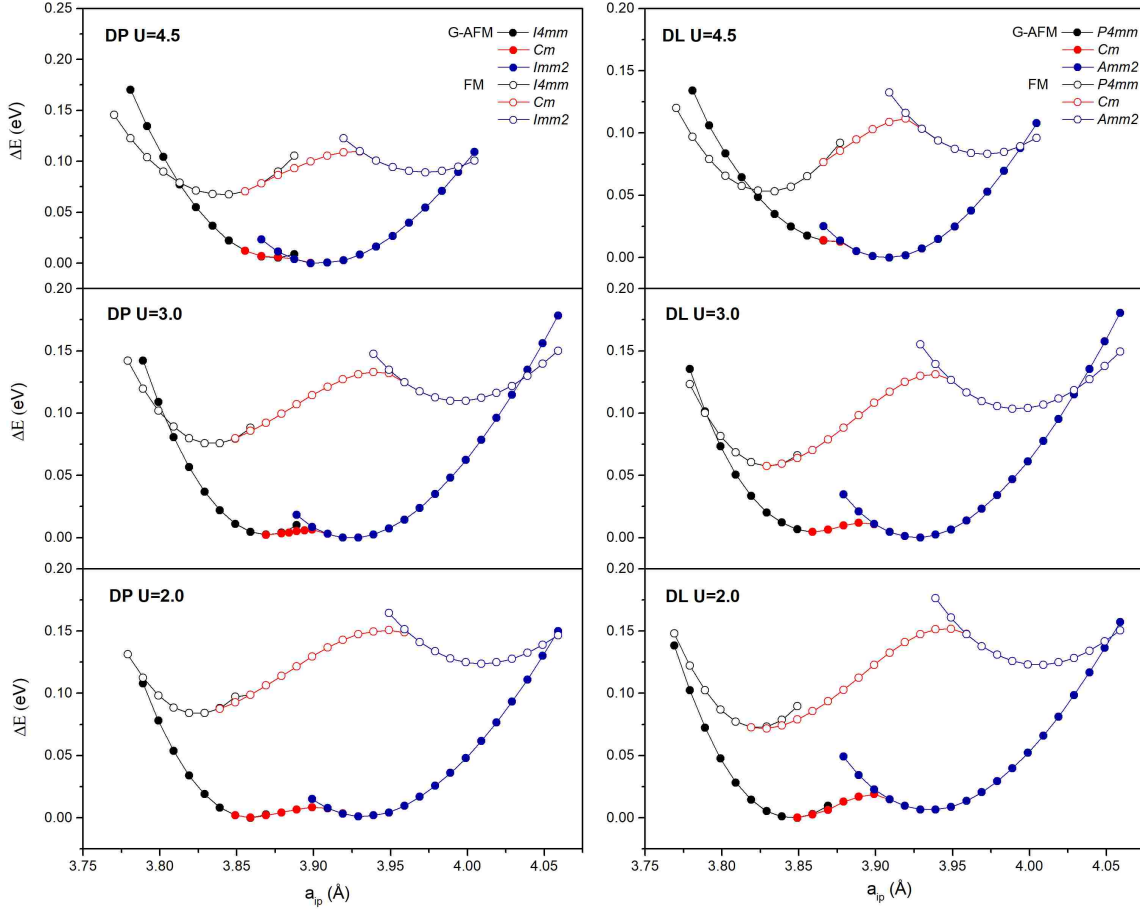 DP U=4.5
G-AFM I4mm
Cm
Imm2
FM I4mm
Cm
Imm2
ΔE (eV)
0.25
0.20
0.15
0.10
0.05
0.00
DL U=4.5
G-AFM P4mm
Cm
Amm2
FM P4mm
Cm
Amm2
0.20
0.15
0.10
0.05
0.00
DP U=3.0
ΔE (eV)
0.20
0.15
0.10
0.05
0.00
DL U=3.0
0.20
0.15
0.10
0.05
0.00
DP U=2.0
ΔE (eV)
0.20
0.15
0.10
0.05
0.00
3.75 3.80 3.85 3.90 3.95 4.00 4.05
a_ip (Å)
DL U=2.0
0.20
0.15
0.10
0.05
0.00
3.75 3.80 3.85 3.90 3.95 4.00 4.05
a_ip (Å)